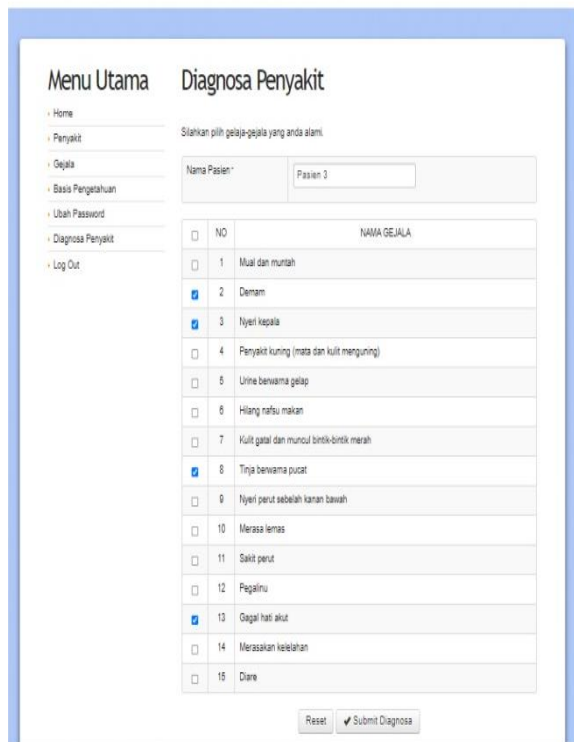 Menu Utama
Home
Penyakit
Gejala
Basis Pengetahuan
Ubah Password
Diagnosa Penyakit
Log Out
Diagnosa Penyakit
Silahkan pilih gelaja-gejala yang anda alami.
Nama Pasien * Pasien 3
NO NAMA GEJALA
1 Mual dan muntah
2 Demam
3 Nyeri kepala
4 Penyakit kuning (mata dan kulit menguning)
5 Urine berwarna gelap
6 Hilang nafsu makan
7 Kulit gatal dan muncul bintik-bintik merah
8 Tinja berwarna pucat
9 Nyeri perut sebelah kanan bawah
10 Merasa lemas
11 Sakit perut
12 Pegalinu
13 Gagal hati akut
14 Merasakan kelelahan
15 Diare
Reset Submit Diagnosa